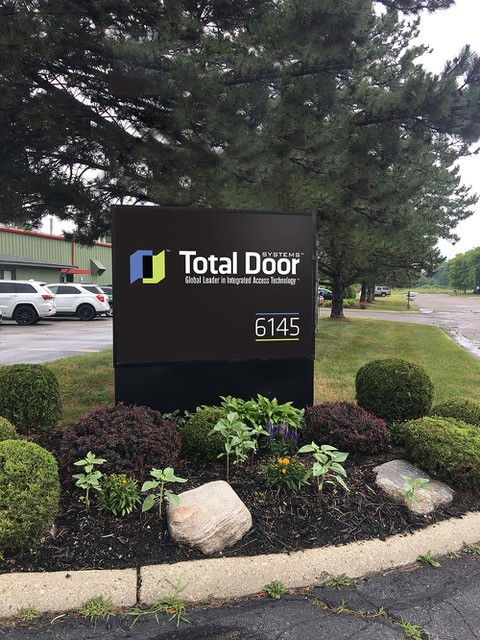 SYSTEMS™
Total Door
Global Leader in Integrated Access Technology™
6145